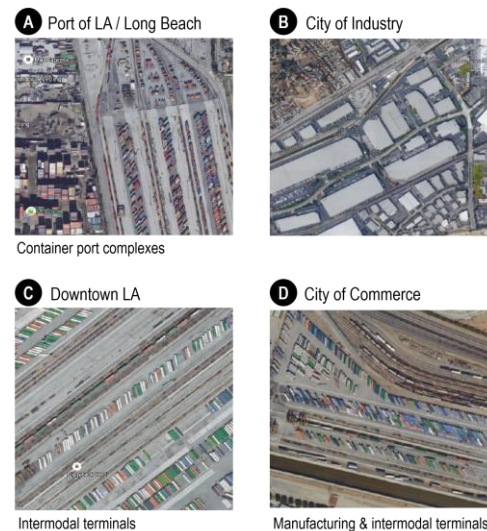 A Port of LA / Long Beach
B City of Industry
Container port complexes
C Downtown LA
D City of Commerce
Intermodal terminals
Manufacturing & intermodal terminals